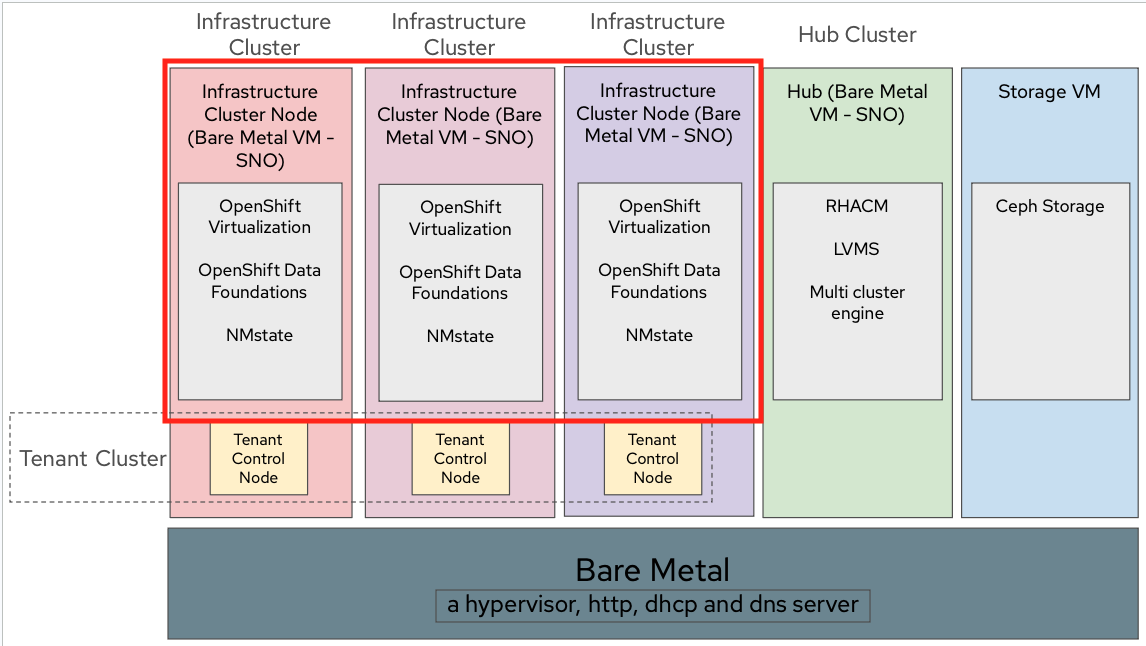 Infrastructure
Cluster
Infrastructure
Cluster
Infrastructure
Cluster
Hub Cluster
Infrastructure
Cluster Node
(Bare Metal VM -
SNO)
Infrastructure
Cluster Node (Bare
Metal VM - SNO)
Infrastructure
Cluster Node (Bare
Metal VM - SNO)
Hub (Bare Metal
VM - SNO)
Storage VM
OpenShift
Virtualization
OpenShift Data
Foundations
NMstate
OpenShift
Virtualization
OpenShift Data
Foundations
NMstate
OpenShift
Virtualization
OpenShift Data
Foundations
NMstate
RHACM
LVMS
Multi cluster
engine
Ceph Storage
Tenant Cluster
Tenant
Control
Node
Tenant
Control
Node
Tenant
Control
Node
Bare Metal
a hypervisor, http, dhcp and dns server